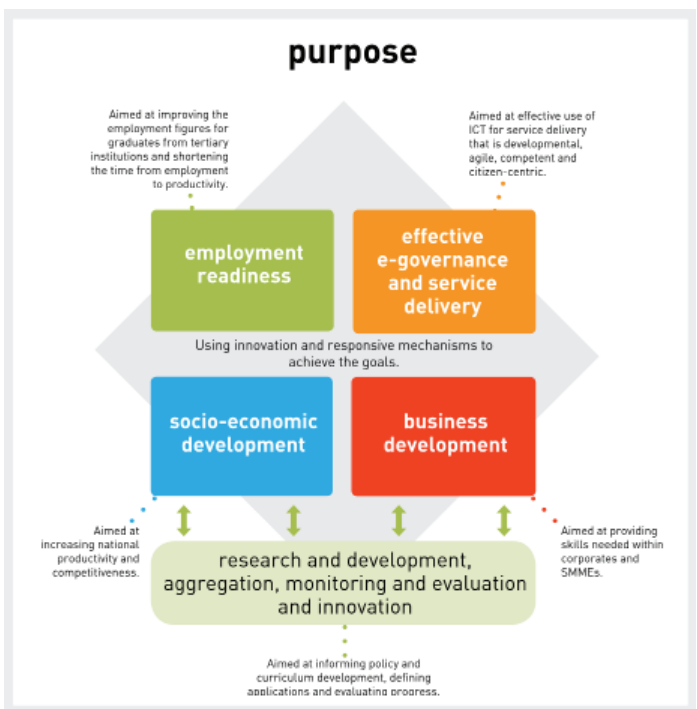 purpose
Aimed at improving the
employment figures for
graduates from tertiary
institutions and shortening
the time from employment
to productivity.
Aimed at effective use of
ICT for service delivery
that is developmental,
agile, competent and
citizen-centric.
employment
readiness
effective
e-governance
and service
delivery
Using innovation and responsive mechanisms to
achieve the goals.
socio-economic
development
business
development
Aimed at
increasing national
productivity and
competitiveness.
Aimed at providing
skills needed within
corporates and
SMMEs.
research and development,
aggregation, monitoring and evaluation
and innovation
Aimed at informing policy and
curriculum development, defining
applications and evaluating progress.